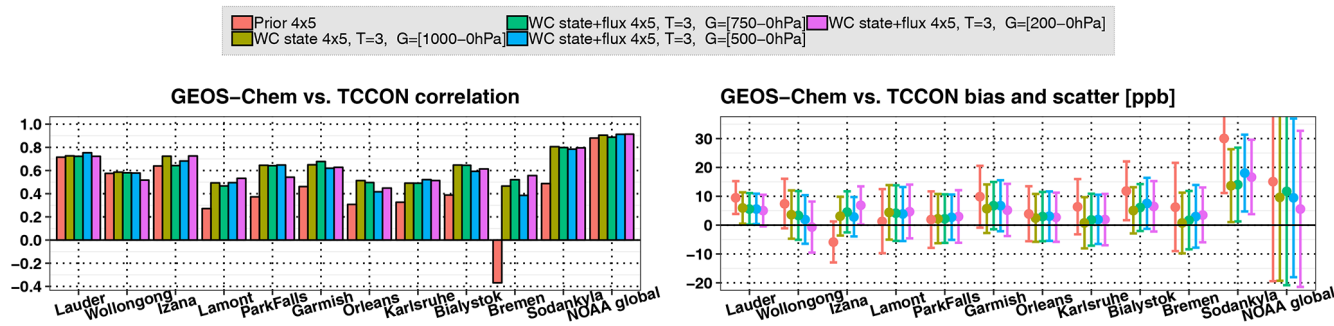 Prior 4x5
WC state 4x5, T=3, G=[1000−0hPa]
WC state+flux 4x5, T=3, G=[750−0hPa]
WC state+flux 4x5, T=3, G=[500−0hPa]
WC state+flux 4x5, T=3, G=[200−0hPa]
GEOS−Chem vs. TCCON correlation
1.0
0.8
0.6
0.4
0.2
0.0
−0.2
−0.4
Lauder
Wollongong
Izana
Lamont
ParkFalls
Garmish
Orleans
Karlsruhe
Bialystok
Bremen
Sodankyla
NOAA global
GEOS−Chem vs. TCCON bias and scatter [ppb]
30
20
10
0
−10
−20
Lauder
Wollongong
Izana
Lamont
ParkFalls
Garmish
Orleans
Karlsruhe
Bialystok
Bremen
Sodankyla
NOAA global